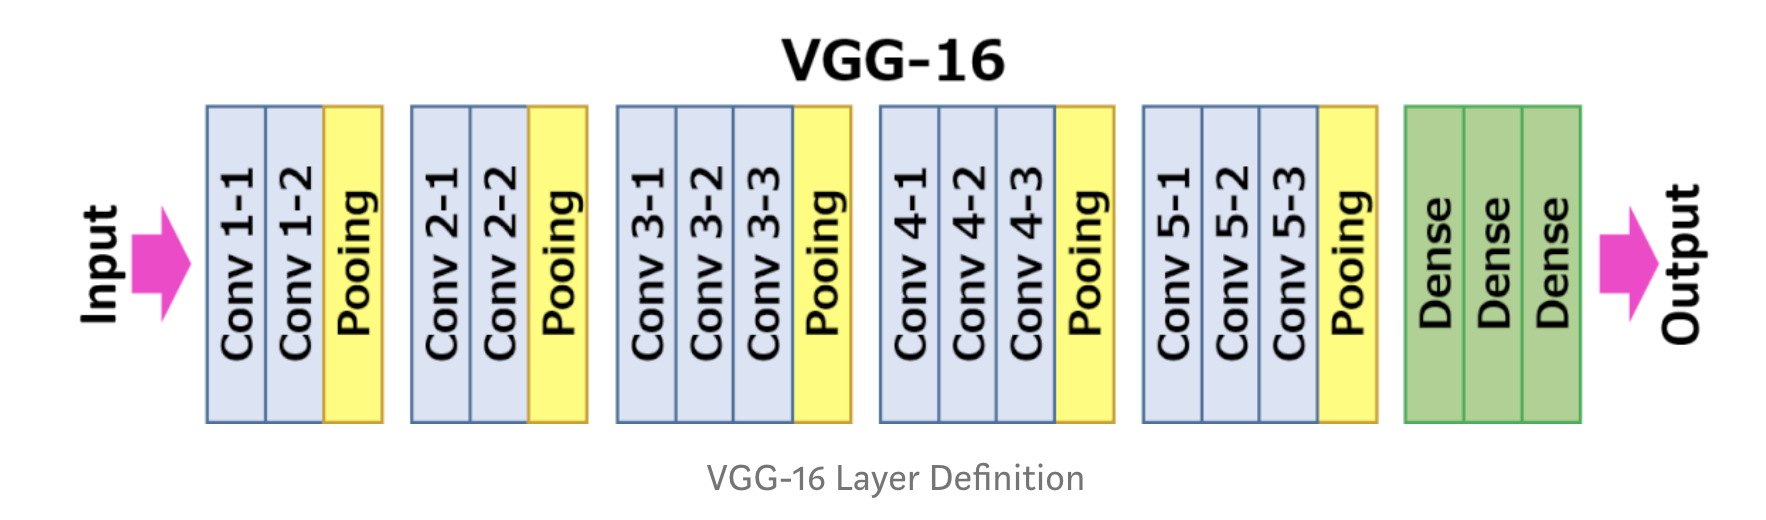 VGG-16
Input
Conv 1-1
Conv 1-2
Pooing
Conv 2-1
Conv 2-2
Pooing
Conv 3-1
Conv 3-2
Conv 3-3
Pooing
Conv 4-1
Conv 4-2
Conv 4-3
Pooing
Conv 5-1
Conv 5-2
Conv 5-3
Pooing
Dense
Dense
Dense
Output
VGG-16 Layer Definition